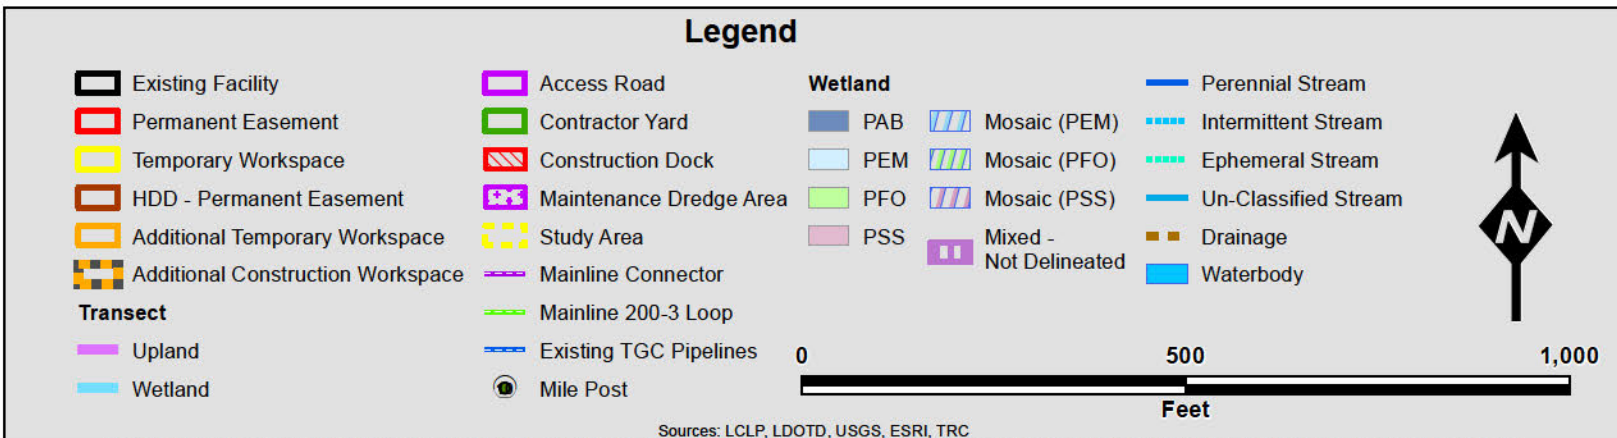 Legend
Existing Facility
Permanent Easement
Temporary Workspace
HDD - Permanent Easement
Additional Temporary Workspace
Additional Construction Workspace
Transect
Upland
Wetland
Access Road
Contractor Yard
Construction Dock
Maintenance Dredge Area
Study Area
Mainline Connector
Mainline 200-3 Loop
Existing TGC Pipelines
Mile Post
Wetland
PAB
PEM
PFO
PSS
Mosaic (PEM)
Mosaic (PFO)
Mosaic (PSS)
Mixed -
Not Delineated
Perennial Stream
Intermittent Stream
Ephemeral Stream
Un-Classified Stream
Drainage
Waterbody
N
0 500 1,000
Feet
Sources: LCLP, LDOTD, USGS, ESRI, TRC